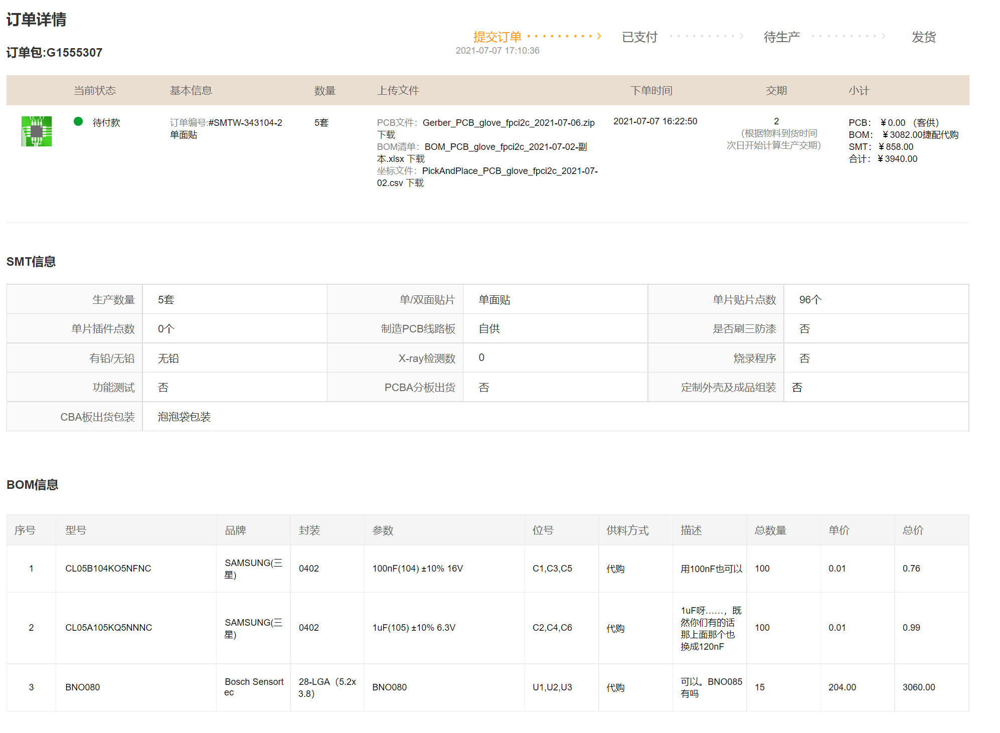 订单详情
提交订单
已支付
待生产
发货
2021-07-07 17:10:36
订单包:G1555307
当前状态
基本信息
数量
上传文件
下单时间
交期
小计
待付款
订单编号:#SMTW-343104-2
单面贴
5套
PCB文件：Gerber_PCB_glove_fpci2c_2021-07-06.zip
下载
BOM清单：BOM_PCB_glove_fpci2c_2021-07-02-副
本.xlsx 下载
坐标文件：PickAndPlace_PCB_glove_fpci2c_2021-07-
02.csv 下载
2021-07-07 16:22:50
2
（根据物料到货时间
次日开始计算生产交期）
PCB： ￥0.00 （客供）
BOM： ￥3082.00捷配代购
SMT：￥858.00
合计：￥3940.00
SMT信息
生产数量
5套
单/双面贴片
单面贴
单片贴片点数
96个
单片插件点数
0个
制造PCB线路板
自供
是否刷三防漆
否
有铅/无铅
无铅
X-ray检测数
0
烧录程序
否
功能测试
否
PCBA分板出货
否
定制外壳及成品组装
否
CBA板出货包装
泡泡袋包装
BOM信息
序号
型号
品牌
封装
参数
位号
供料方式
描述
总数量
单价
总价
1
CL05B104KO5NFNC
SAMSUNG(三
星)
0402
100nF(104) ±10% 16V
C1,C3,C5
代购
用100nF也可以
100
0.01
0.76
2
CL05A105KQ5NNNC
SAMSUNG(三
星)
0402
1uF(105) ±10% 6.3V
C2,C4,C6
代购
1uF呀……，既
然你们有的话
那上面那个也
换成120nF
100
0.01
0.99
3
BNO080
Bosch Sensort
ec
28-LGA（5.2x
3.8）
BNO080
U1,U2,U3
代购
可以。BNO085
有吗
15
204.00
3060.00